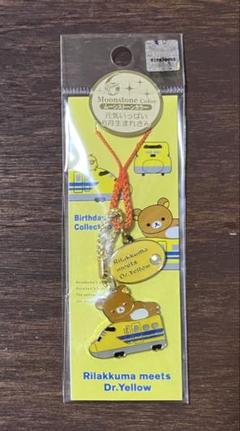 Moonstone Color
ムーンストーンカラー
元気いっぱい
6月生まれさん
Birthday
Collection
Rilakkuma
meets
Dr.Yellow
Rilakkuma meets
Dr.Yellow